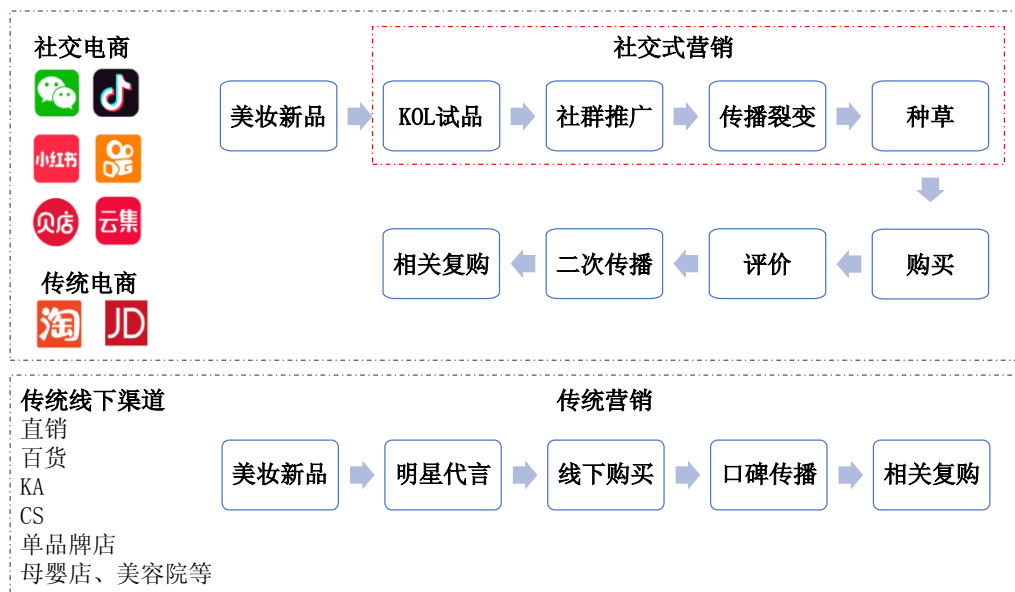 社交电商
社交式营销
美妆新品
KOL试品
社群推广
传播裂变
种草
小红书
贝店
云集
相关复购
二次传播
评价
购买
传统电商
淘
JD
传统线下渠道
传统营销
直销
百货
KA
CS
单品牌店
母婴店、美容院等
美妆新品
明星代言
线下购买
口碑传播
相关复购